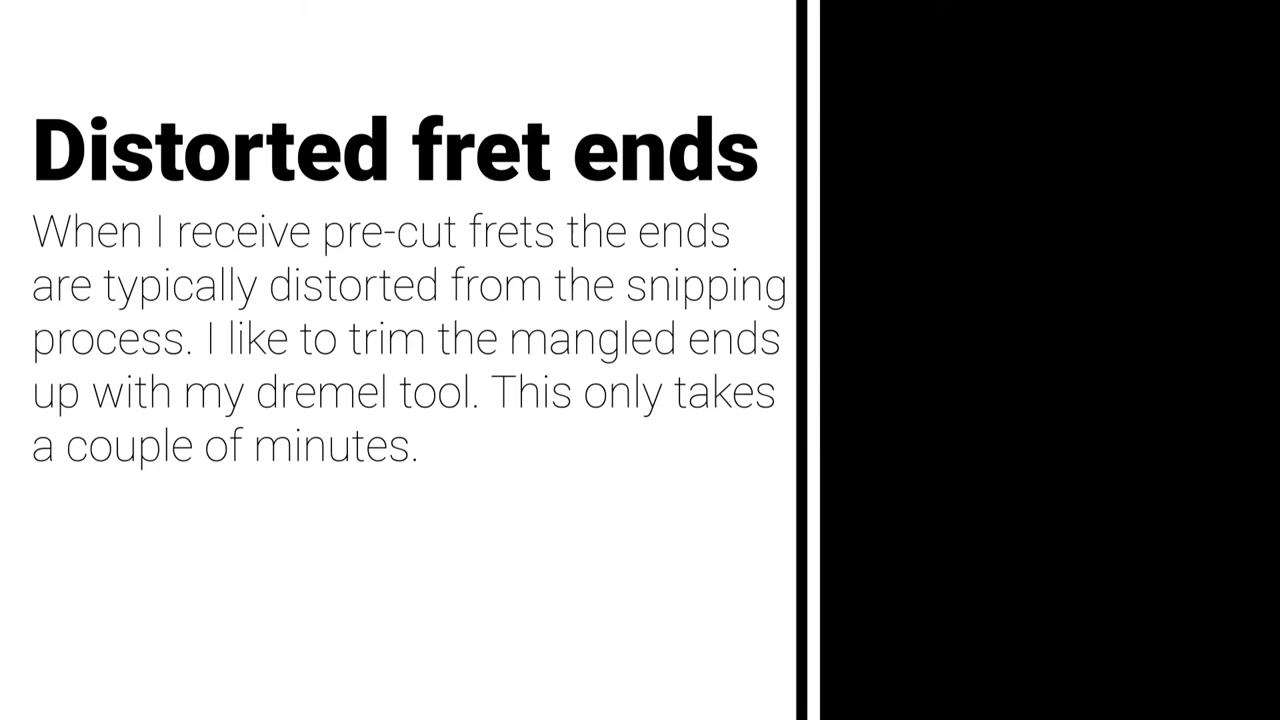 Distorted fret ends
When I receive pre-cut frets the ends
are typically distorted from the snipping
process. I like to trim the mangled ends
up with my dremel tool. This only takes
a couple of minutes.